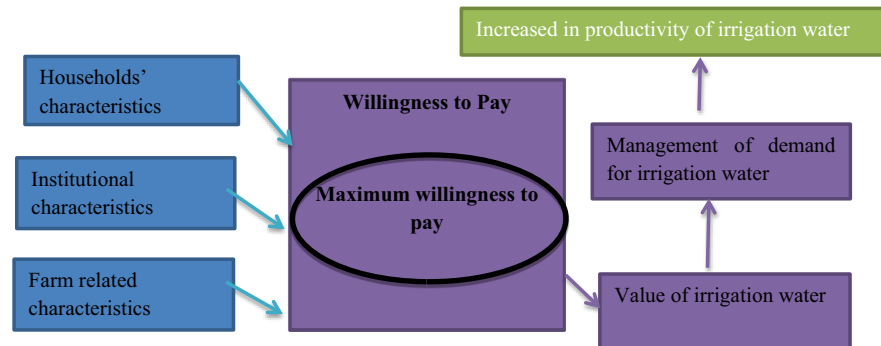 Increased in productivity of irrigation water
Households’
characteristics
Willingness to Pay
Management of demand
for irrigation water
Institutional
characteristics
Maximum willingness to
pay
Farm related
characteristics
Value of irrigation water